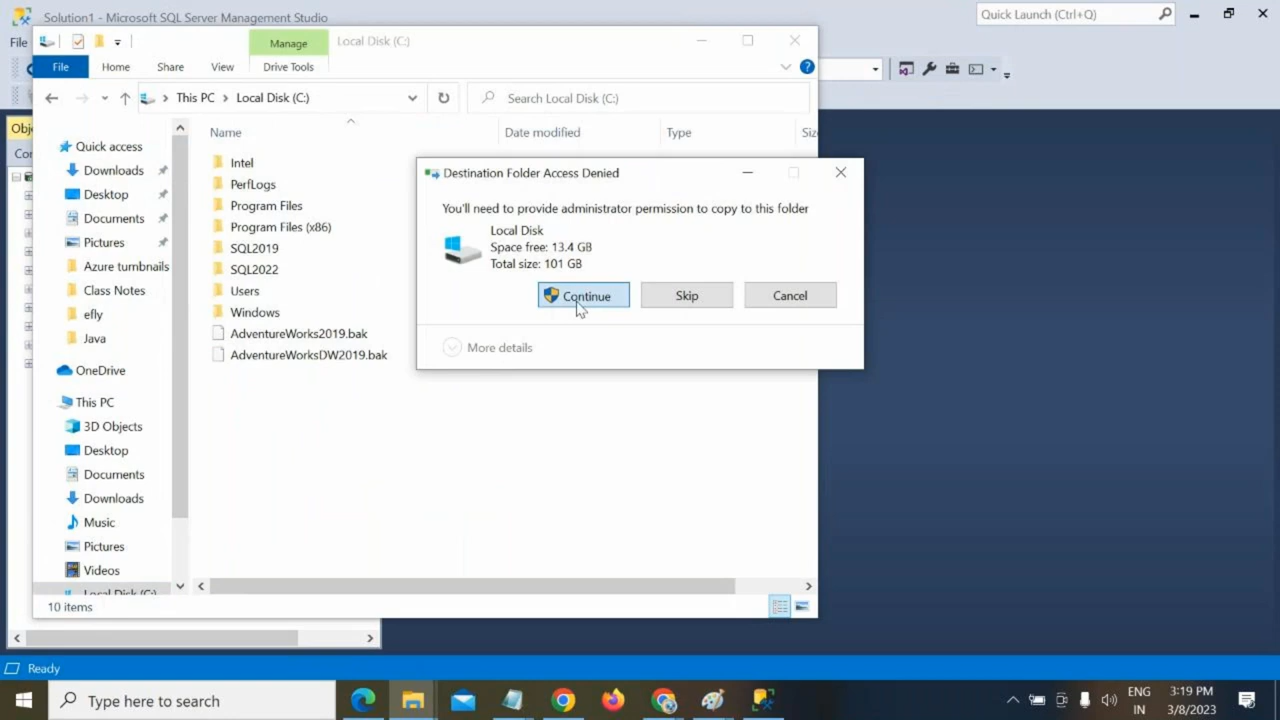 Solution1 - Microsoft SQL Server Management Studio
Quick Launch (Ctrl+Q)
File
Manage
Local Disk (C:)
File
Home
Share
View
Drive Tools
This PC
Local Disk (C:)
Search Local Disk (C:)
Obj
Con
Name
Date modified
Type
Siz
Quick access
Downloads
Desktop
Documents
Pictures
Azure tumbnails
Class Notes
efly
Java
OneDrive
This PC
3D Objects
Desktop
Documents
Downloads
Music
Pictures
Videos
Local Disk (C:)
Intel
PerfLogs
Program Files
Program Files (x86)
SQL2019
SQL2022
Users
Windows
AdventureWorks2019.bak
AdventureWorksDW2019.bak
Destination Folder Access Denied
You'll need to provide administrator permission to copy to this folder
Local Disk
Space free: 13.4 GB
Total size: 101 GB
Continue
Skip
Cancel
More details
10 items
Ready
Type here to search
ENG
IN
3:19 PM
3/8/2023